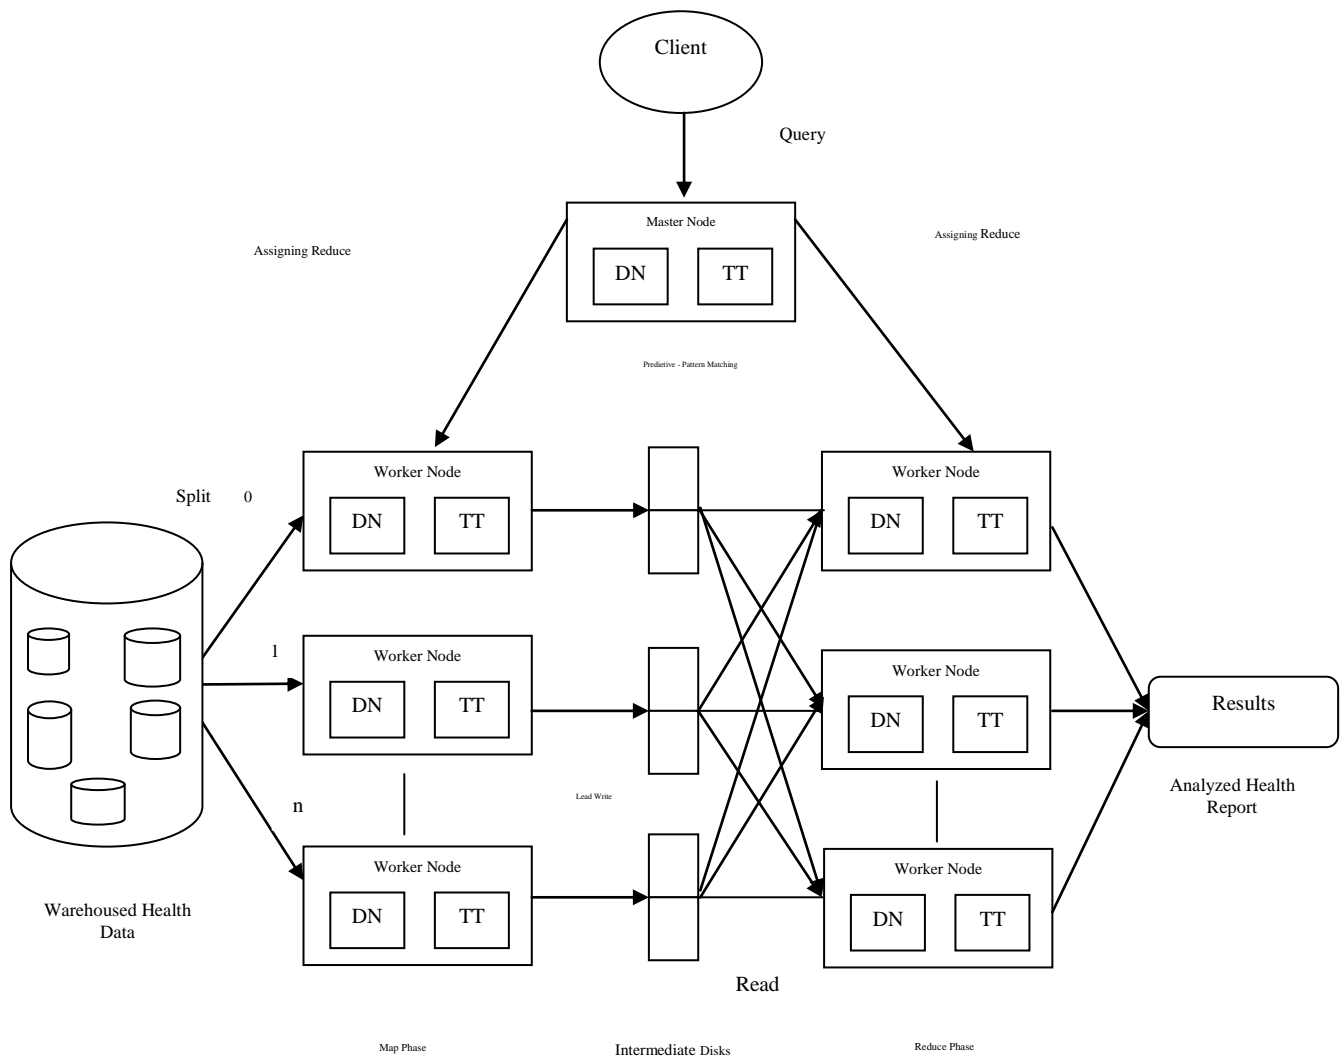 Client
Query
Master Node
Assigning Reduce
Assigning Reduce
DN
TT
Predietive - Pattern Matching
Worker Node
Worker Node
Split 0
DN
TT
DN
TT
1
Worker Node
Worker Node
DN
TT
DN
TT
Results
Analyzed Health
Report
n
Lead Write
Worker Node
Worker Node
DN
TT
DN
TT
Warehoused Health
Data
Read
Map Phase
Intermediate Disks
Reduce Phase